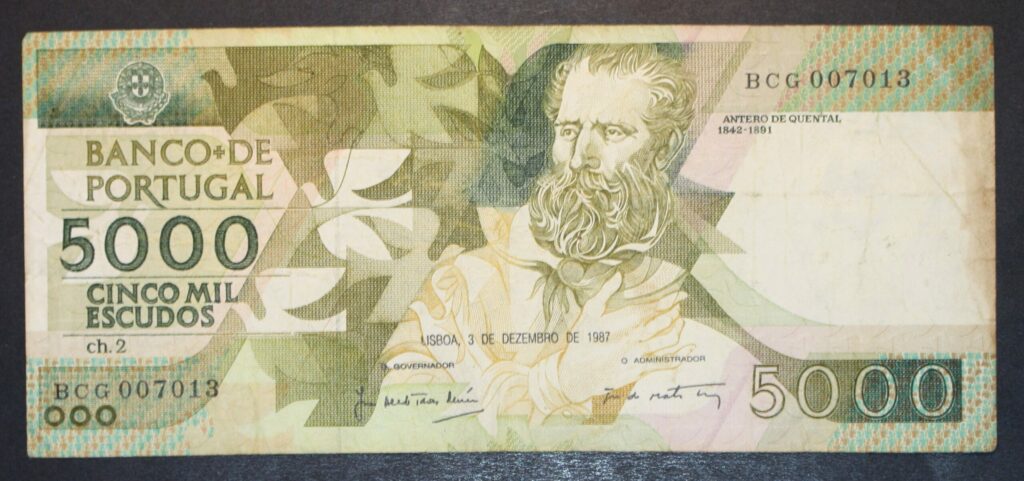 BCG 007013
ANTERO DE QUENTAL
1842-1891
BANCO+DE
PORTUGAL
5000
CINCO MIL
ESCUDOS
ch. 2
LISBOA, 3 DE DEZEMBRO DE 1987
O GOVERNADOR
O ADMINISTRADOR
BCG 007013
5000